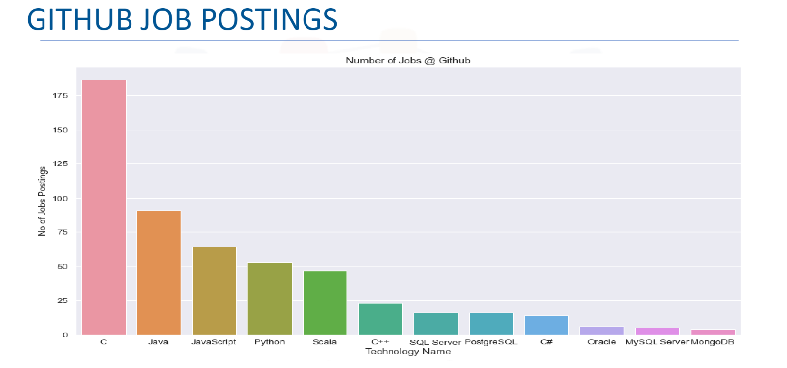 GITHUB JOB POSTINGS
Number of Jobs @ Github
No of Jobs Postings
175
150
125
100
75
50
25
0
C Java JavaScript Python Scala C++ SQL Server PostgreSQL C# Oracle MySQL Server MongoDB
Technology Name